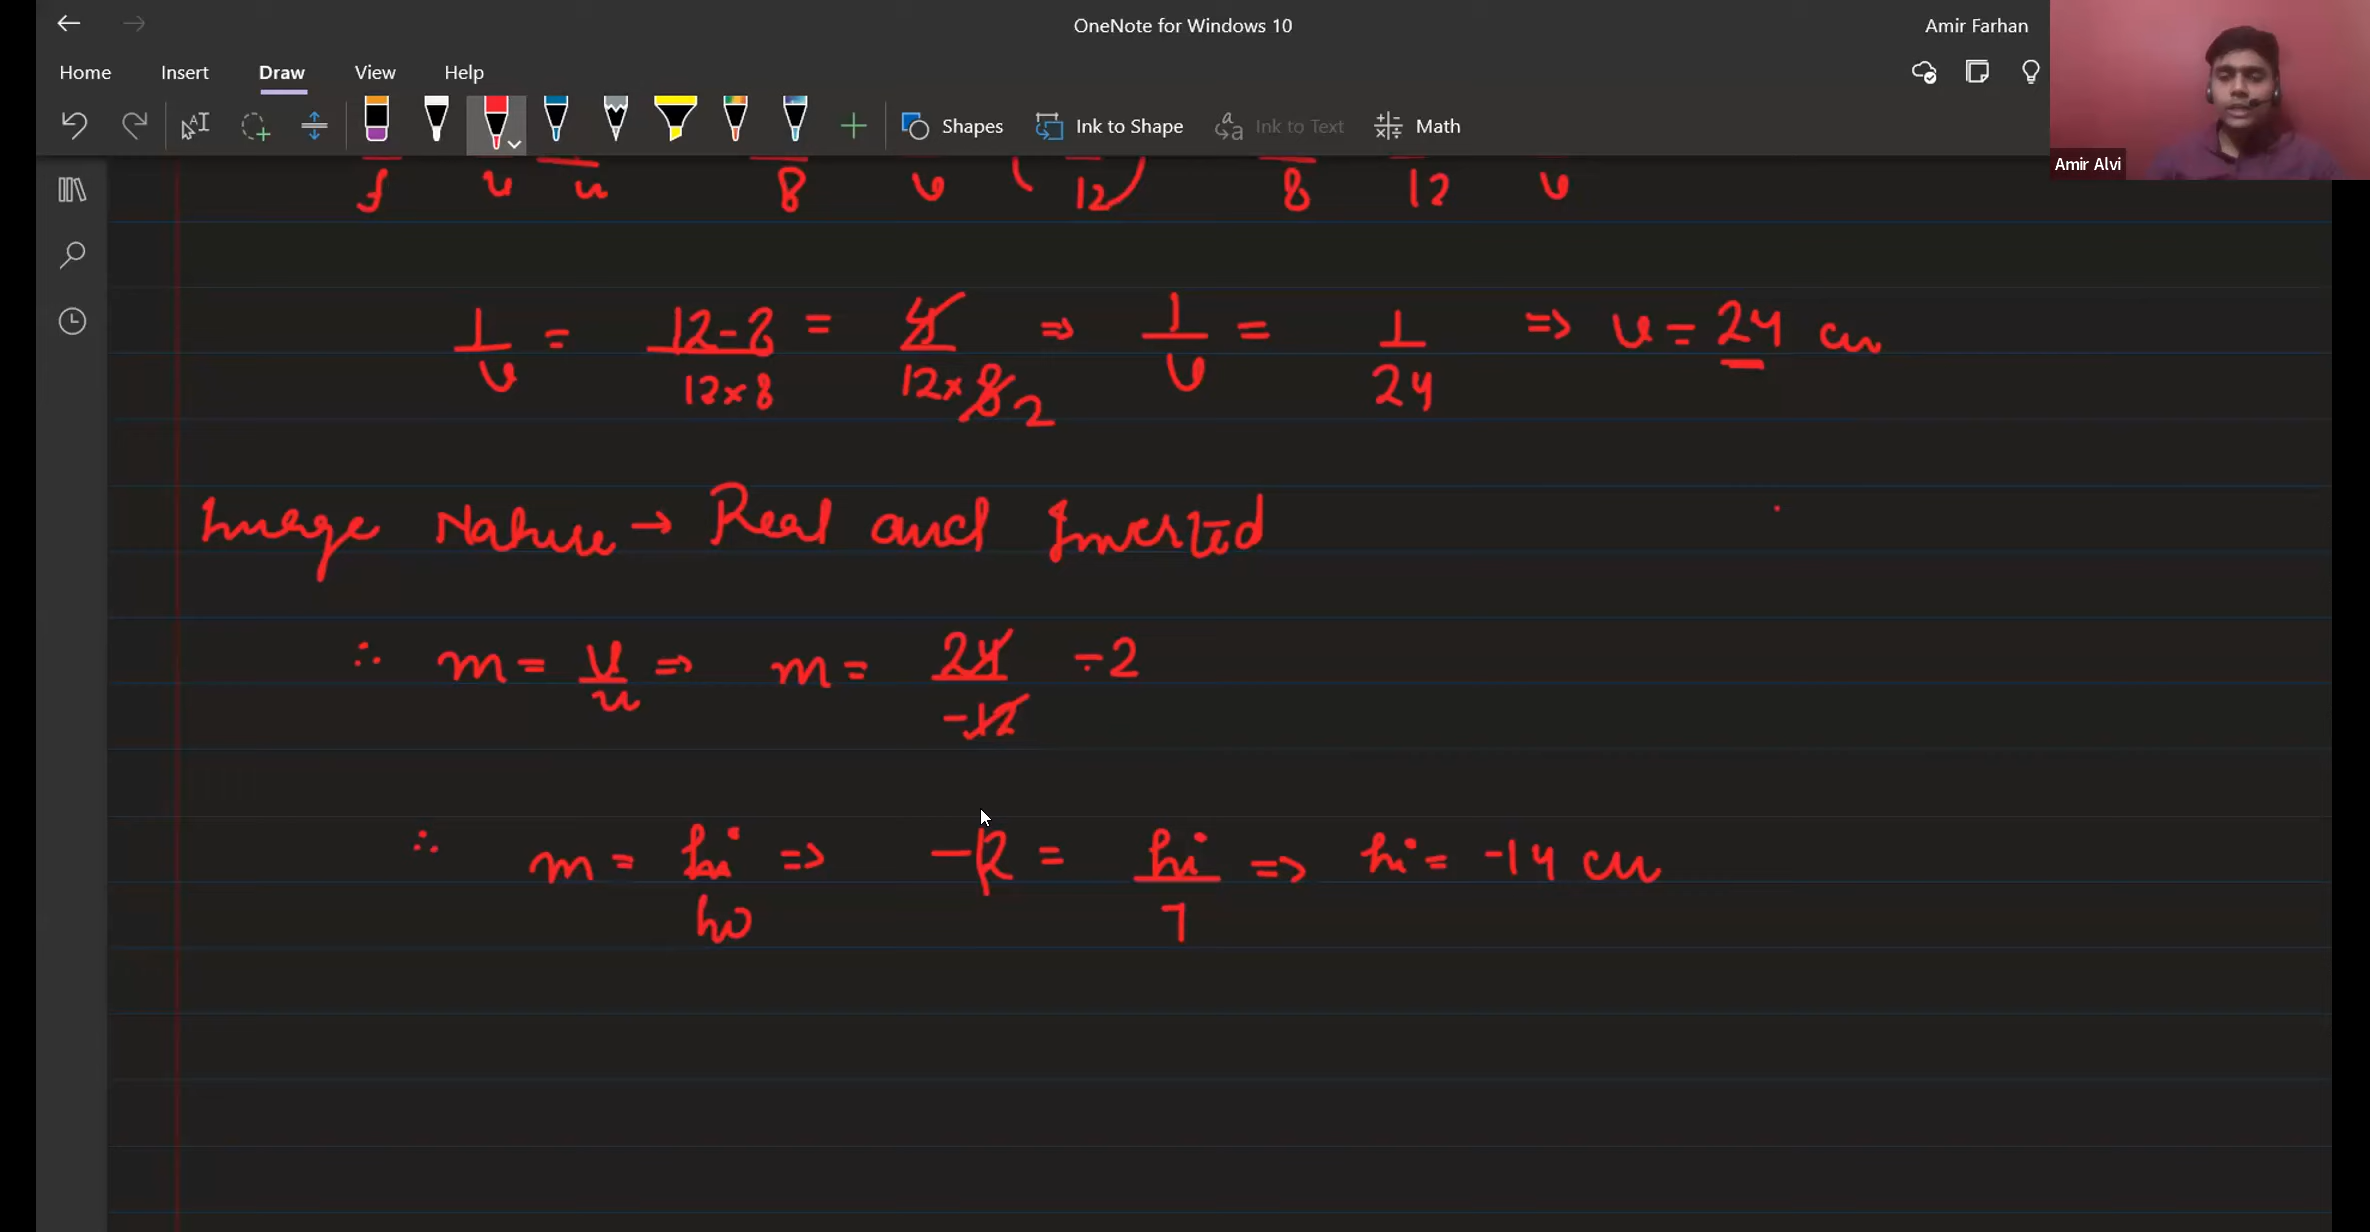 OneNote for Windows 10
Amir Farhan
Home Insert Draw View Help
Shapes Ink to Shape Ink to Text Math
Amir Alvi
f v u 8 v ( 12 ) 8 12 v
1/v = 12-8/12×8 = 4/12×8 2 ⇒ 1/v = 1/24 ⇒ v = 24 cm
Image Nature → Real and Inverted
∴ m = v/u ⇒ m = 24/-12 = -2
∴ m = hi/ho ⇒ -2 = hi/7 ⇒ hi = -14 cm